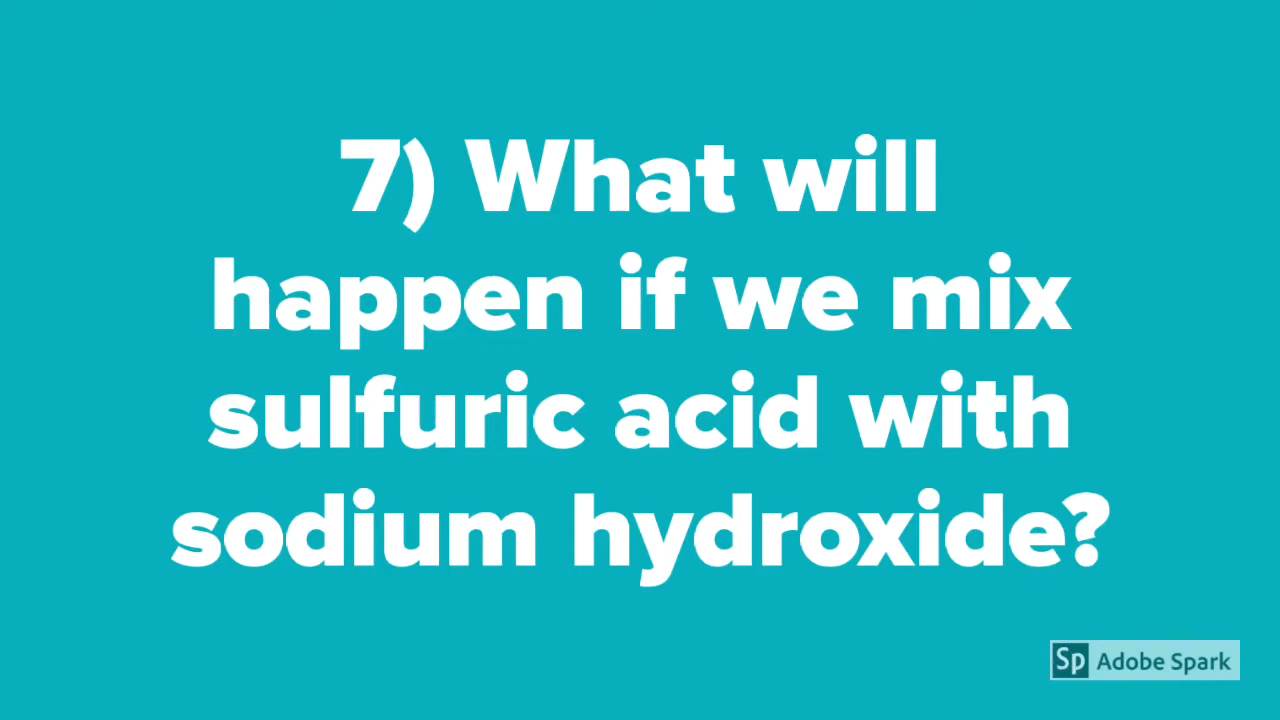 7) What will
happen if we mix
sulfuric acid with
sodium hydroxide?
Sp Adobe Spark